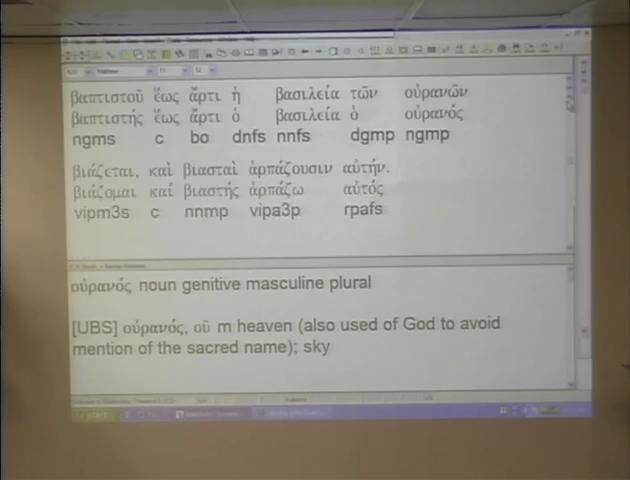 βαπτιστοῦ ἕως ἄρτι ἡ βασιλεία τῶν οὐρανῶν
βαπτιστής ἕως ἄρτι ὁ βασιλεία ὁ οὐρανός
ngms c bo dnfs nnfs dgmp ngmp
βιάζεται, καὶ βιασταὶ ἁρπάζουσιν αὐτήν.
βιάζομαι καί βιαστής ἁρπάζω αὐτός
vipm3s c nnmp vipa3p rpafs
οὐρανός noun genitive masculine plural
[UBS] οὐρανός, οῦ m heaven (also used of God to avoid
mention of the sacred name); sky